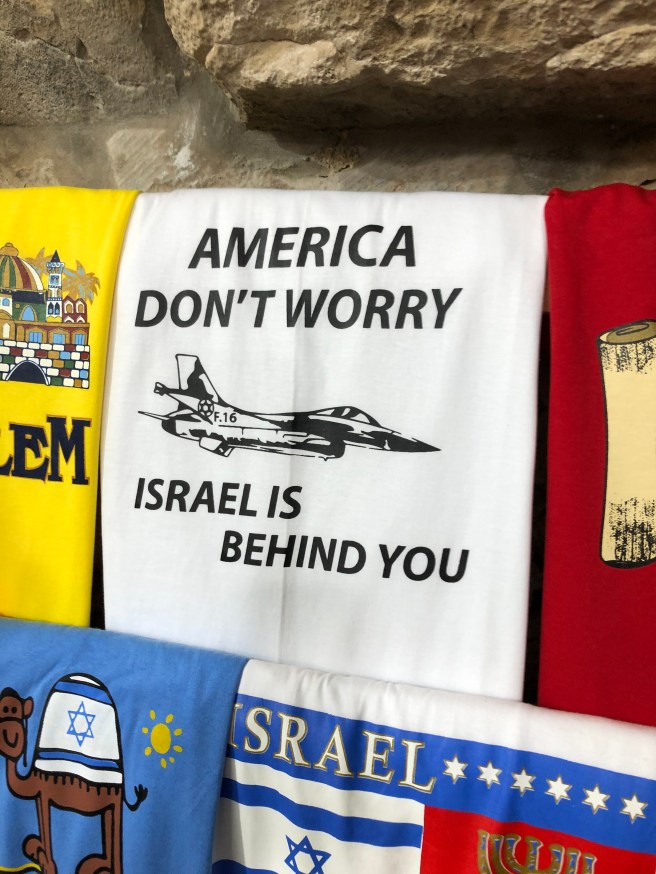 AMERICA
DON'T WORRY
F.16
ISRAEL IS
BEHIND YOU
LEM
ISRAEL